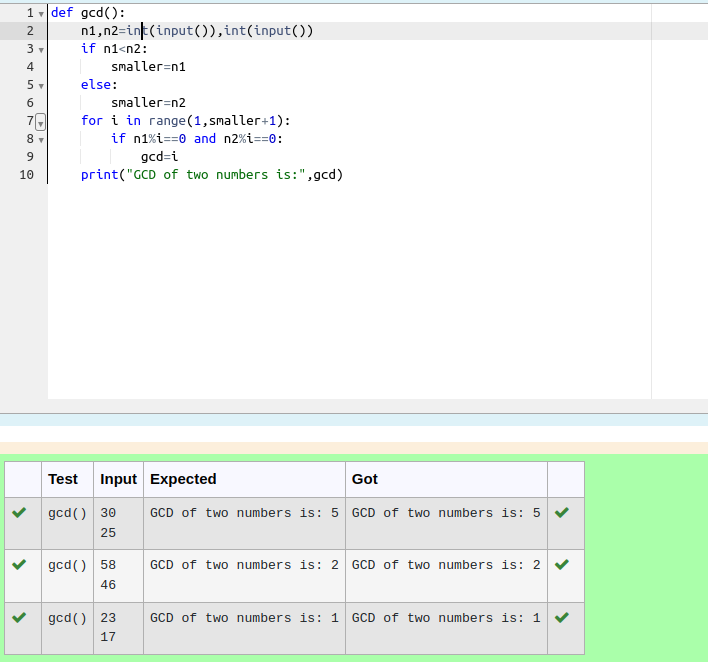 1 def gcd():
2     n1,n2=int(input()),int(input())
3     if n1<n2:
4         smaller=n1
5     else:
6         smaller=n2
7     for i in range(1,smaller+1):
8         if n1%i==0 and n2%i==0:
9             gcd=i
10     print("GCD of two numbers is:",gcd)
Test Input Expected Got
gcd() 30 GCD of two numbers is: 5 GCD of two numbers is: 5
25
gcd() 58 GCD of two numbers is: 2 GCD of two numbers is: 2
46
gcd() 23 GCD of two numbers is: 1 GCD of two numbers is: 1
17